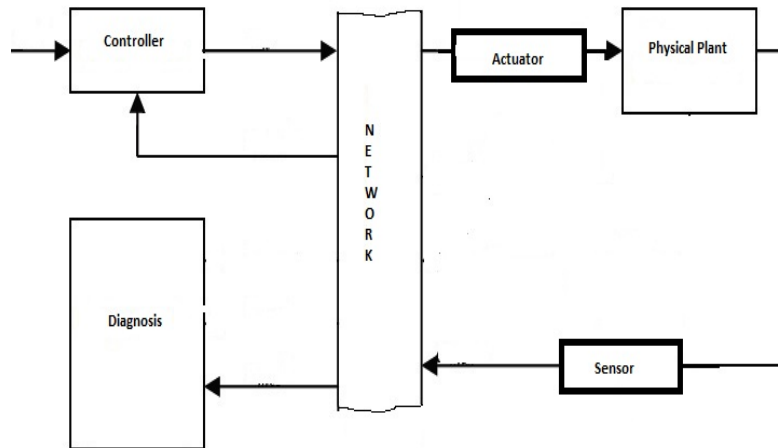 Controller
Actuator
Physical Plant
N
E
T
W
O
R
K
Diagnosis
Sensor